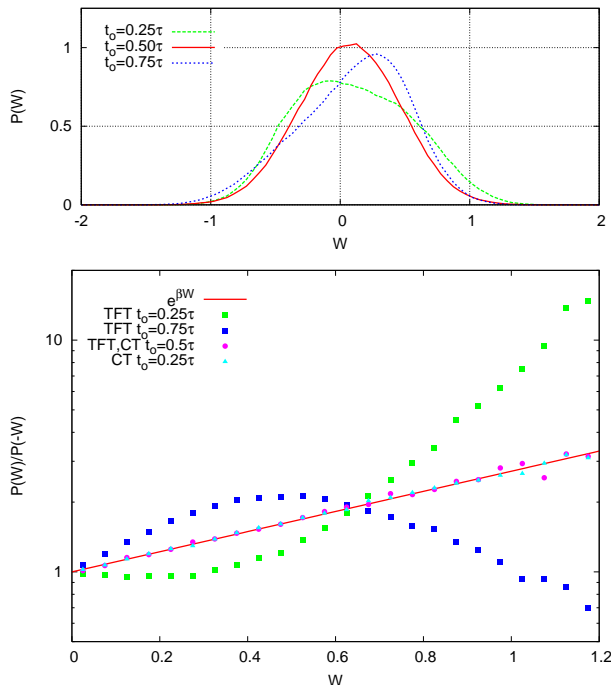 t_o=0.25τ
t_o=0.50τ
t_o=0.75τ
1
0.5
0
P(W)
-2 -1 0 1 2
W
e^βW
TFT t_o=0.25τ
TFT t_o=0.75τ
TFT,CT t_o=0.5τ
CT t_o=0.25τ
10
1
P(W)/P(-W)
0 0.2 0.4 0.6 0.8 1 1.2
W